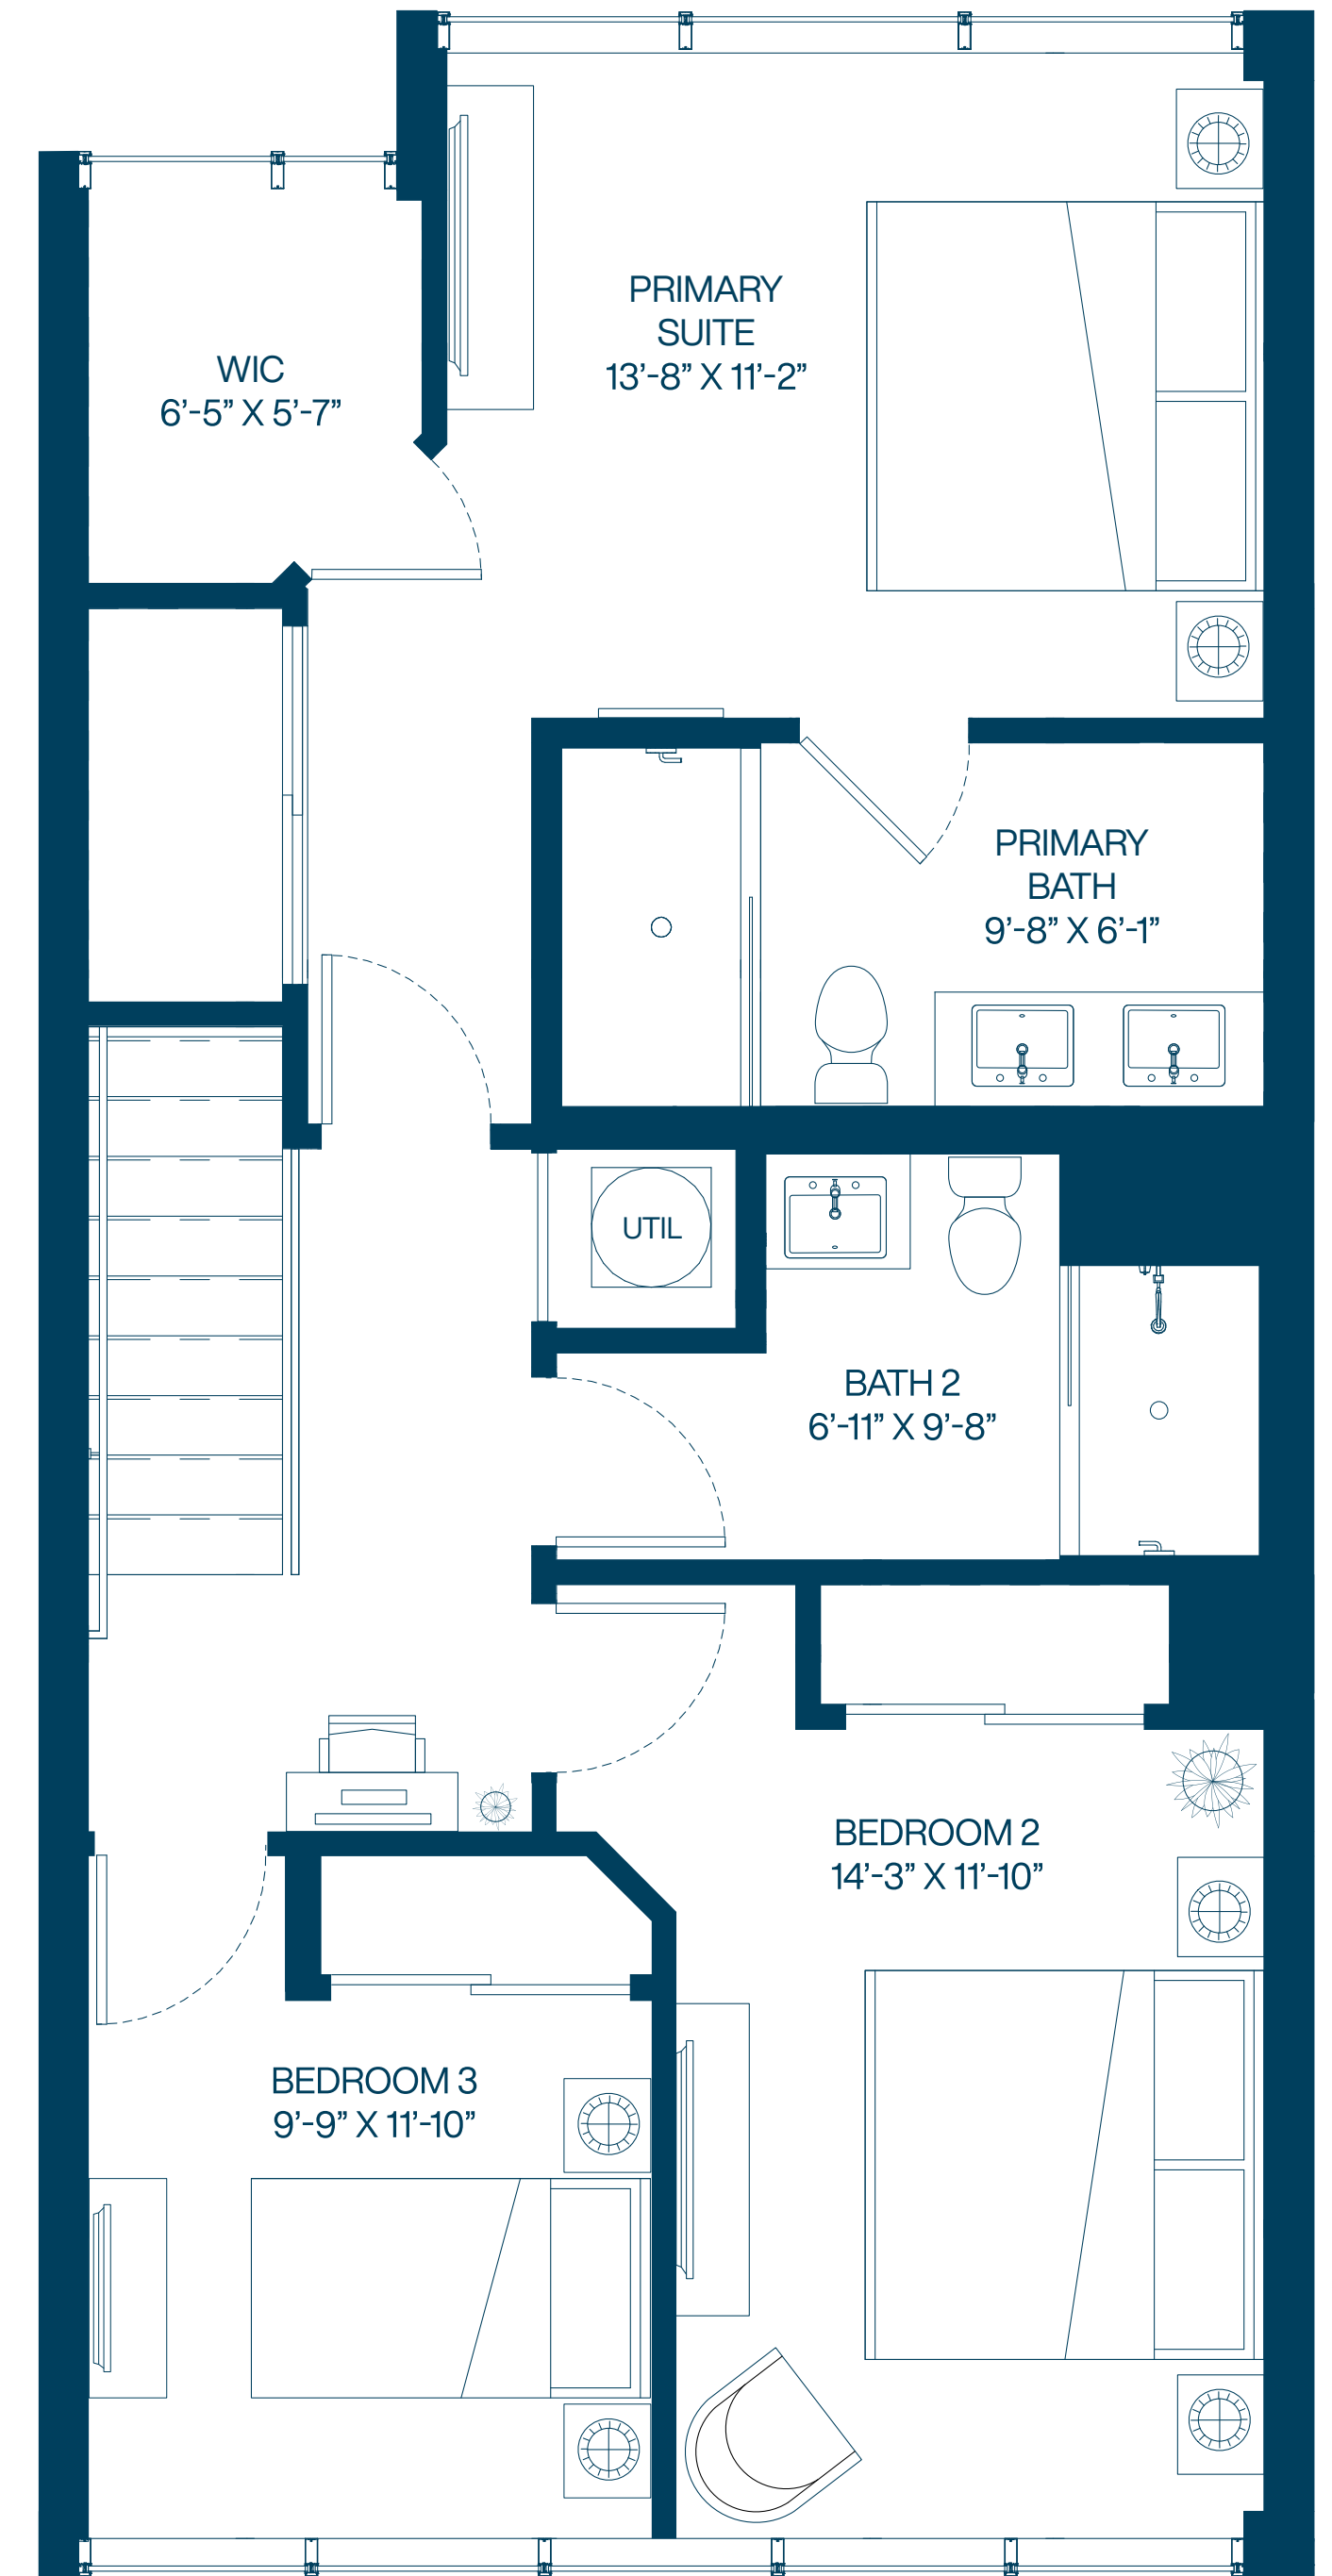 PRIMARY
SUITE
13’-8” X 11’-2”
WIC
6’-5” X 5’-7”
PRIMARY
BATH
9’-8” X 6’-1”
UTIL
BATH 2
6’-11” X 9’-8”
BEDROOM 2
14’-3” X 11’-10”
BEDROOM 3
9’-9” X 11’-10”